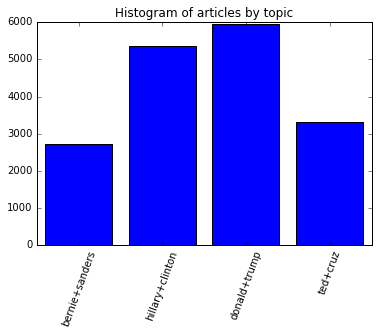 Histogram of articles by topic
6000
5000
4000
3000
2000
1000
0
bernie+sanders
hillary+clinton
donald+trump
ted+cruz